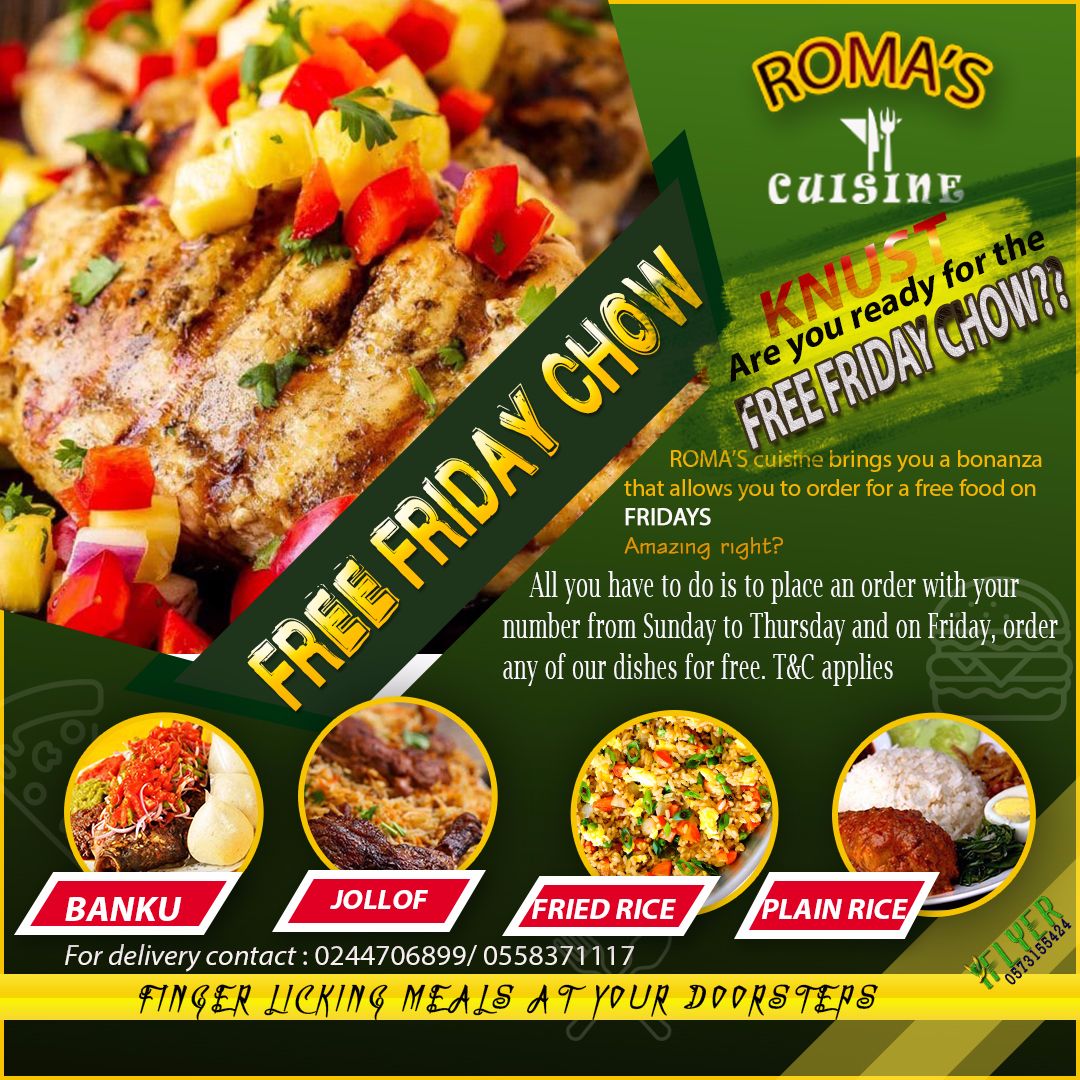 ROMA'S
CUISINE
KNUST
Are you ready for the
FREE FRIDAY CHOW??
FREE FRIDAY CHOW
ROMA'S cuisine brings you a bonanza
that allows you to order for a free food on
FRIDAYS
Amazing right?
All you have to do is to place an order with your
number from Sunday to Thursday and on Friday, order
any of our dishes for free. T&C applies
BANKU
JOLLOF
FRIED RICE
PLAIN RICE
For delivery contact : 0244706899/ 0558371117
YFLYER
0573155424
FINGER LICKING MEALS AT YOUR DOORSTEPS